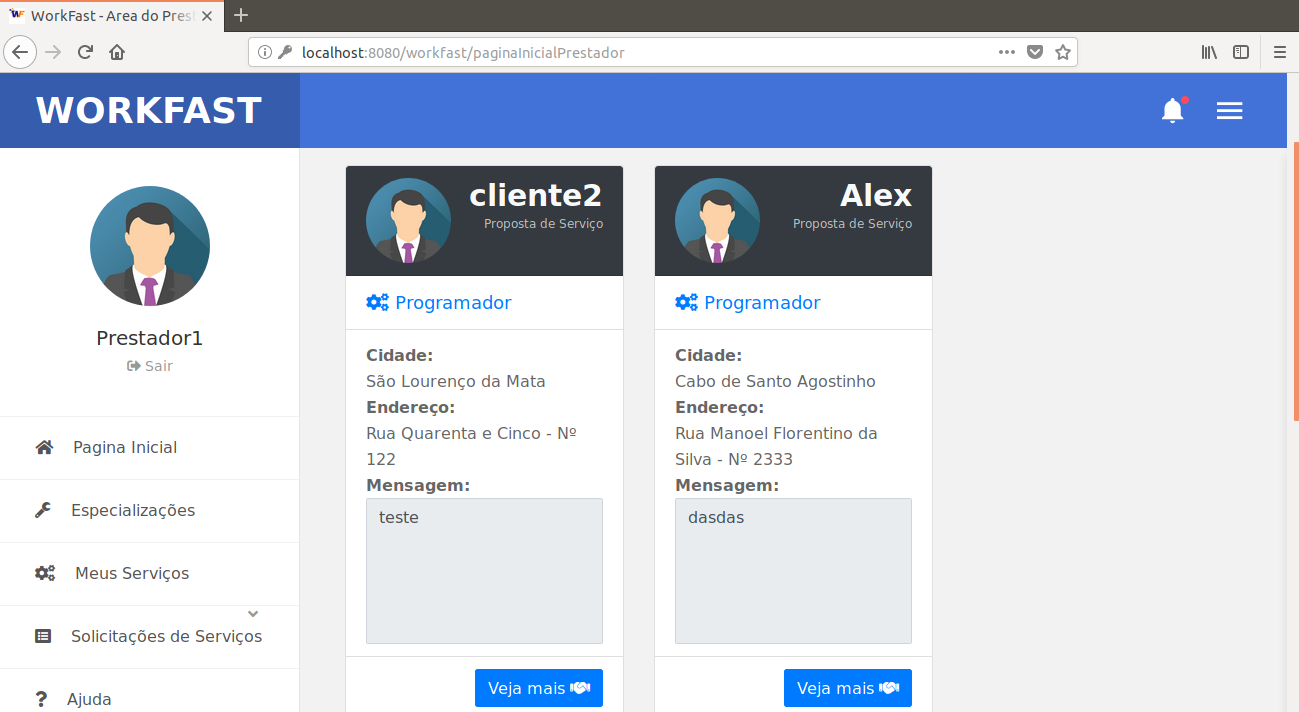 WorkFast - Area do Prest
localhost:8080/workfast/paginaInicialPrestador
WORKFAST
Prestador1
Sair
Pagina Inicial
Especializações
Meus Serviços
Solicitações de Serviços
Ajuda
cliente2
Proposta de Serviço
Programador
Cidade:
São Lourenço da Mata
Endereço:
Rua Quarenta e Cinco - Nº
122
Mensagem:
teste
Veja mais
Alex
Proposta de Serviço
Programador
Cidade:
Cabo de Santo Agostinho
Endereço:
Rua Manoel Florentino da
Silva - Nº 2333
Mensagem:
dasdas
Veja mais